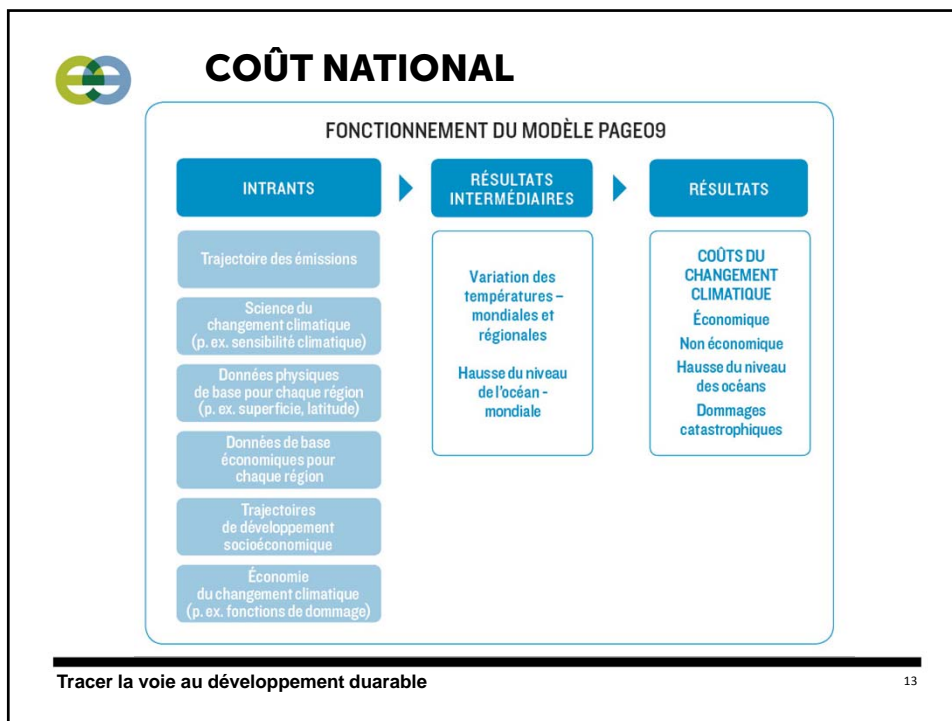 COÛT NATIONAL
FONCTIONNEMENT DU MODÈLE PAGE09
INTRANTS
Trajectoire des émissions
Science du
changement climatique
(p. ex. sensibilité climatique)
Données physiques
de base pour chaque région
(p. ex. superficie, latitude)
Données de base
économiques pour
chaque région
Trajectoires
de développement
socioéconomique
Économie
du changement climatique
(p. ex. fonctions de dommage)
RÉSULTATS
INTERMÉDIAIRES
Variation des
températures –
mondiales et
régionales
Hausse du niveau
de l'océan -
mondiale
RÉSULTATS
COÛTS DU
CHANGEMENT
CLIMATIQUE
Économique
Non économique
Hausse du niveau
des océans
Dommages
catastrophiques
Tracer la voie au développement duarable
13